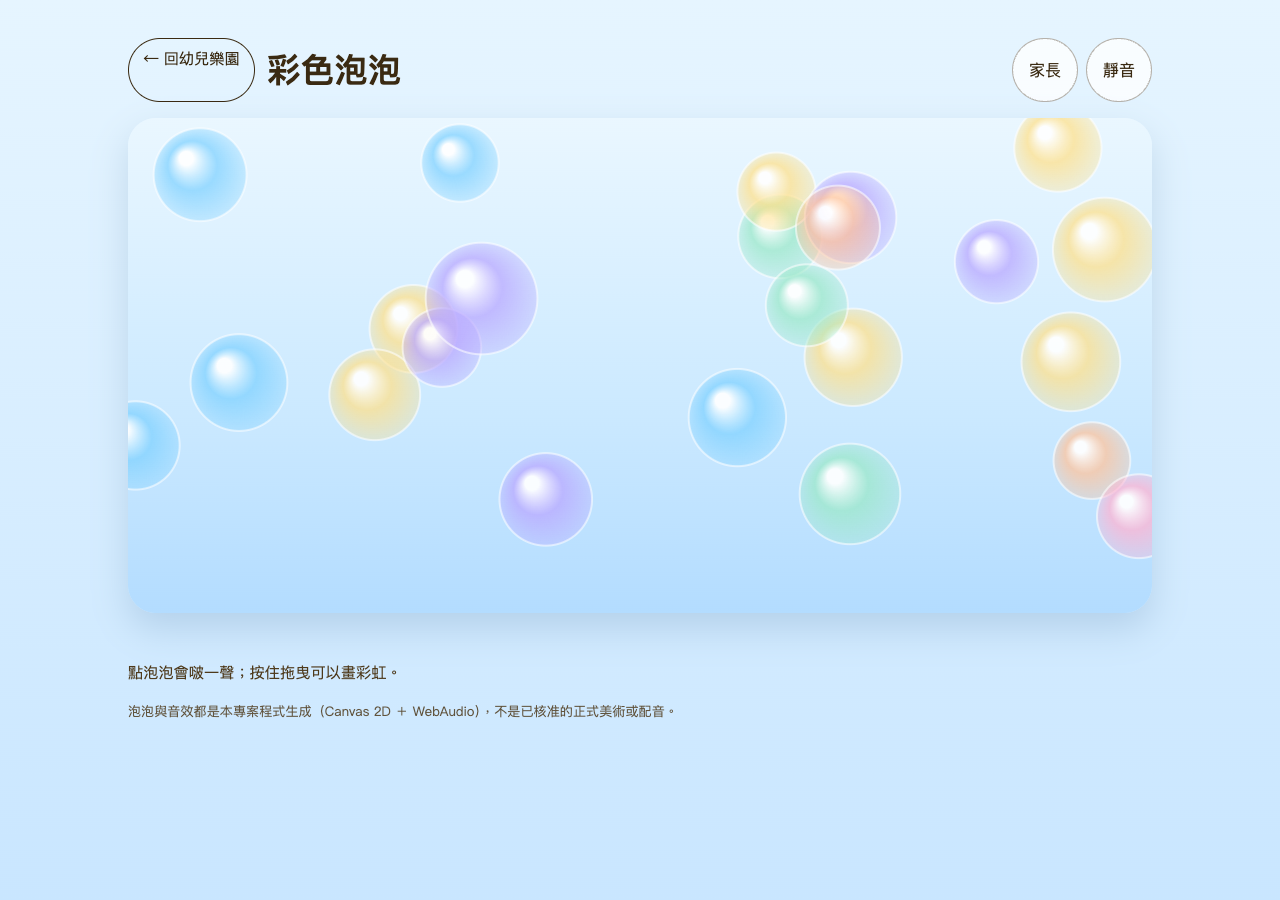 ← 回幼兒樂園
彩色泡泡
家長
靜音
點泡泡會啵一聲；按住拖曳可以畫彩虹。
泡泡與音效都是本專案程式生成（Canvas 2D ＋ WebAudio），不是已核准的正式美術或配音。